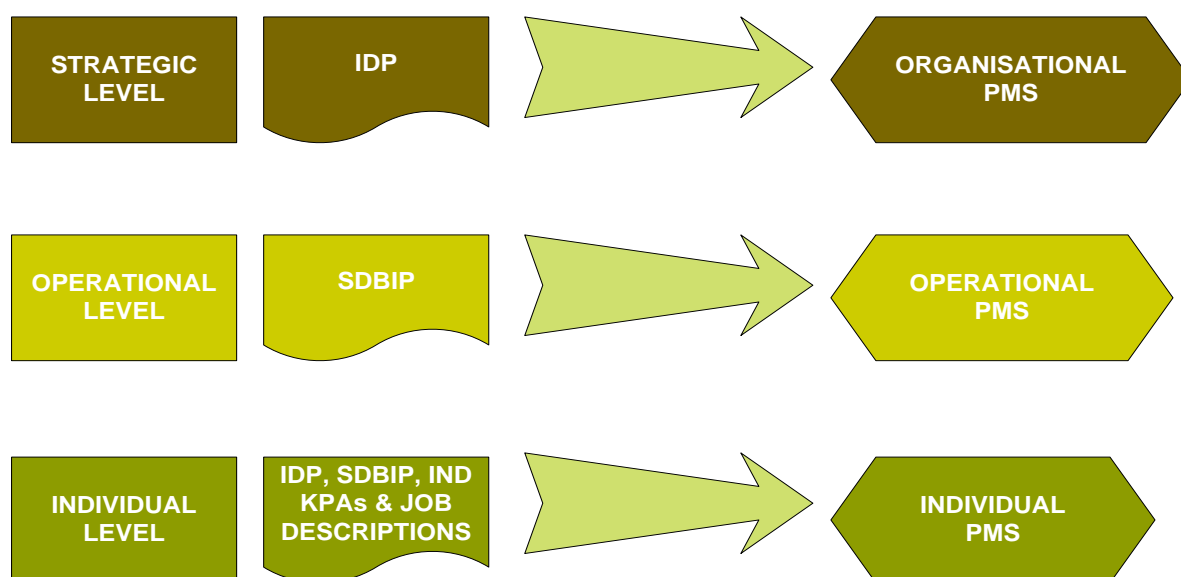 STRATEGIC
LEVEL
IDP
ORGANISATIONAL
PMS
OPERATIONAL
LEVEL
SDBIP
OPERATIONAL
PMS
INDIVIDUAL
LEVEL
IDP, SDBIP, IND
KPAs & JOB
DESCRIPTIONS
INDIVIDUAL
PMS